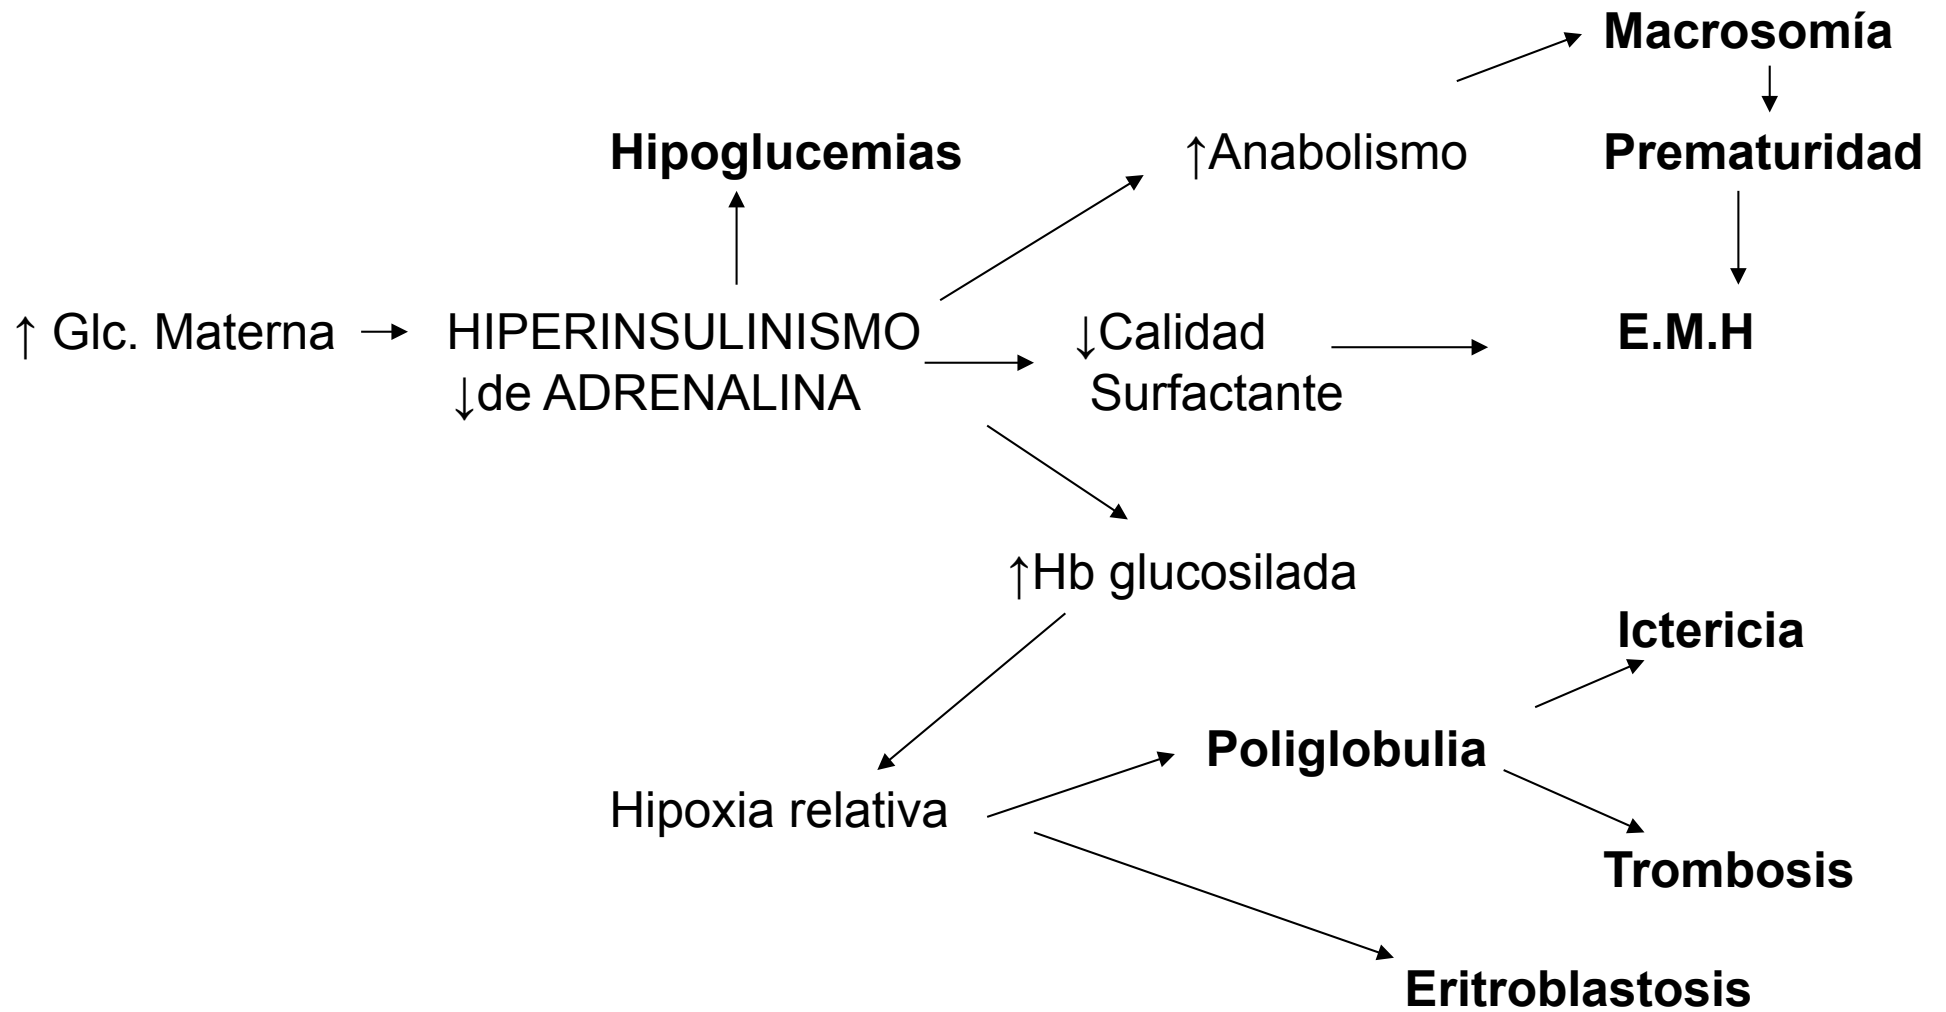 Macrosomía
Hipoglucemias
↑Anabolismo
Prematuridad
↑ Glc. Materna
HIPERINSULINISMO
↓de ADRENALINA
↓Calidad
Surfactante
E.M.H
↑Hb glucosilada
Ictericia
Poliglobulia
Hipoxia relativa
Trombosis
Eritroblastosis